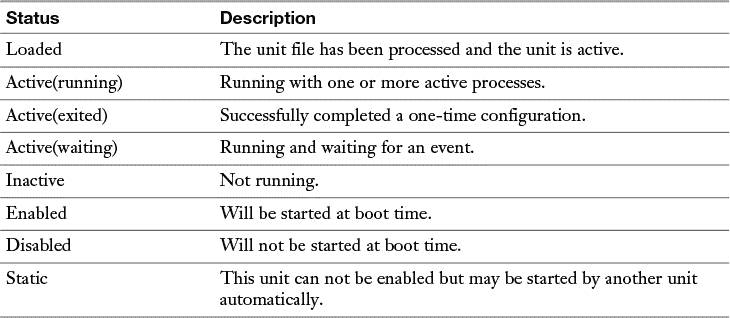 Status Description
Loaded The unit file has been processed and the unit is active.
Active(running) Running with one or more active processes.
Active(exited) Successfully completed a one-time configuration.
Active(waiting) Running and waiting for an event.
Inactive Not running.
Enabled Will be started at boot time.
Disabled Will not be started at boot time.
Static This unit can not be enabled but may be started by another unit
automatically.